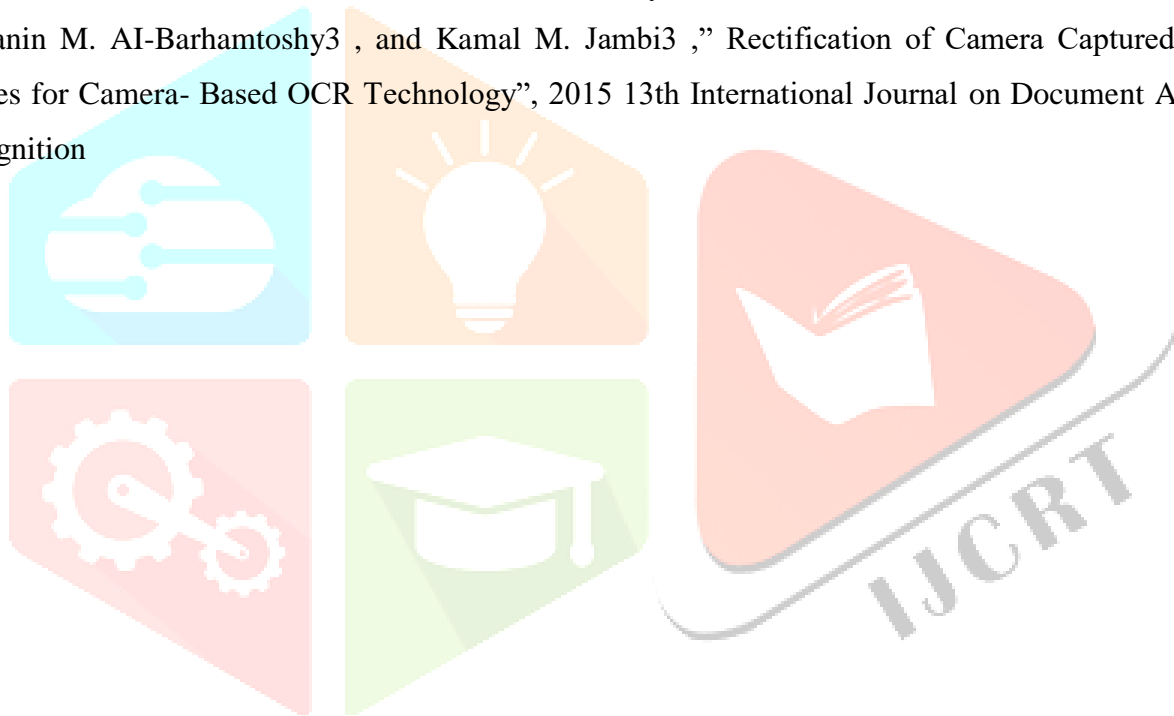 anin M. AI-Barhamtoshy3 , and Kamal M. Jambi3 ,” Rectification of Camera Captured
es for Camera- Based OCR Technology”, 2015 13th International Journal on Document A
gnition
IJCRT